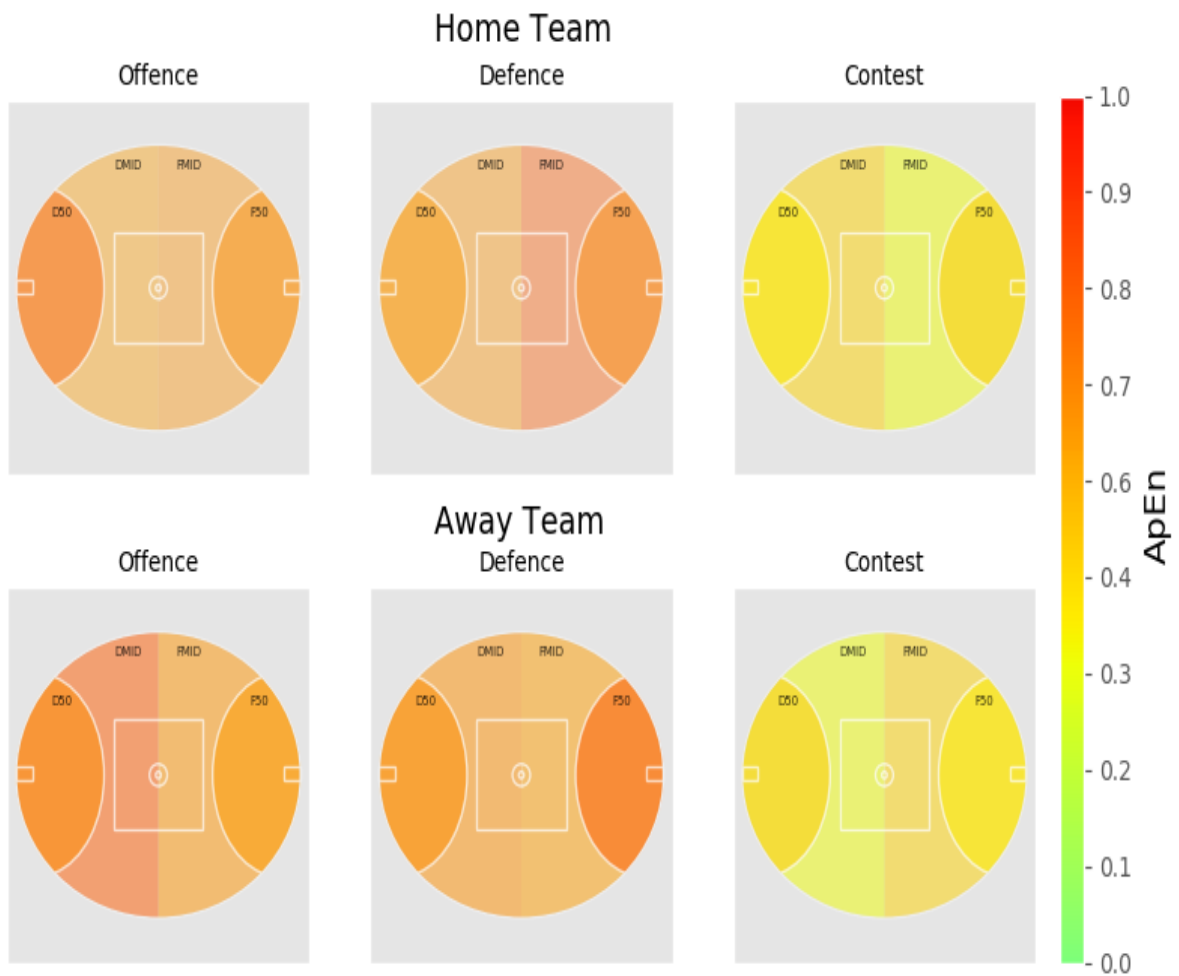 Home Team
Offence Defence Contest
DMID FMID DMID FMID DMID FMID
D50 F50 D50 F50 D50 F50
Away Team
Offence Defence Contest
DMID FMID DMID FMID DMID FMID
D50 F50 D50 F50 D50 F50
1.0
0.9
0.8
0.7
0.6
0.4
0.3
0.2
0.1
0.0
ApEn